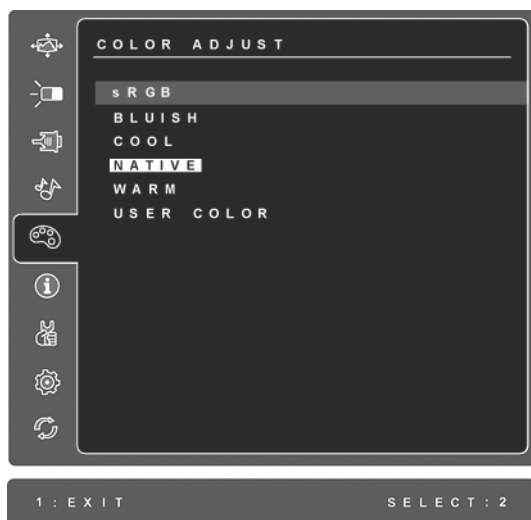 COLOR ADJUST
sRGB
BLUISH
COOL
NATIVE
WARM
USER COLOR
1:EXIT SELECT:2